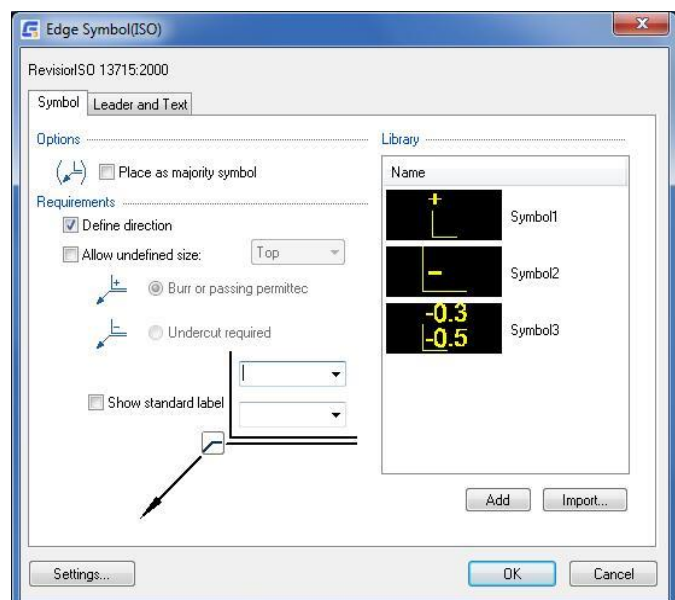 Edge Symbol(ISO)
RevisiorISO 13715:2000
Symbol
Leader and Text
Options
Place as majority symbol
Requirements
Define direction
Allow undefined size:
Top
Burr or passing permittec
Undercut required
Show standard label
Library
Name
+
Symbol1
-
Symbol2
-0.3
-0.5
Symbol3
Add
Import...
Settings...
OK
Cancel